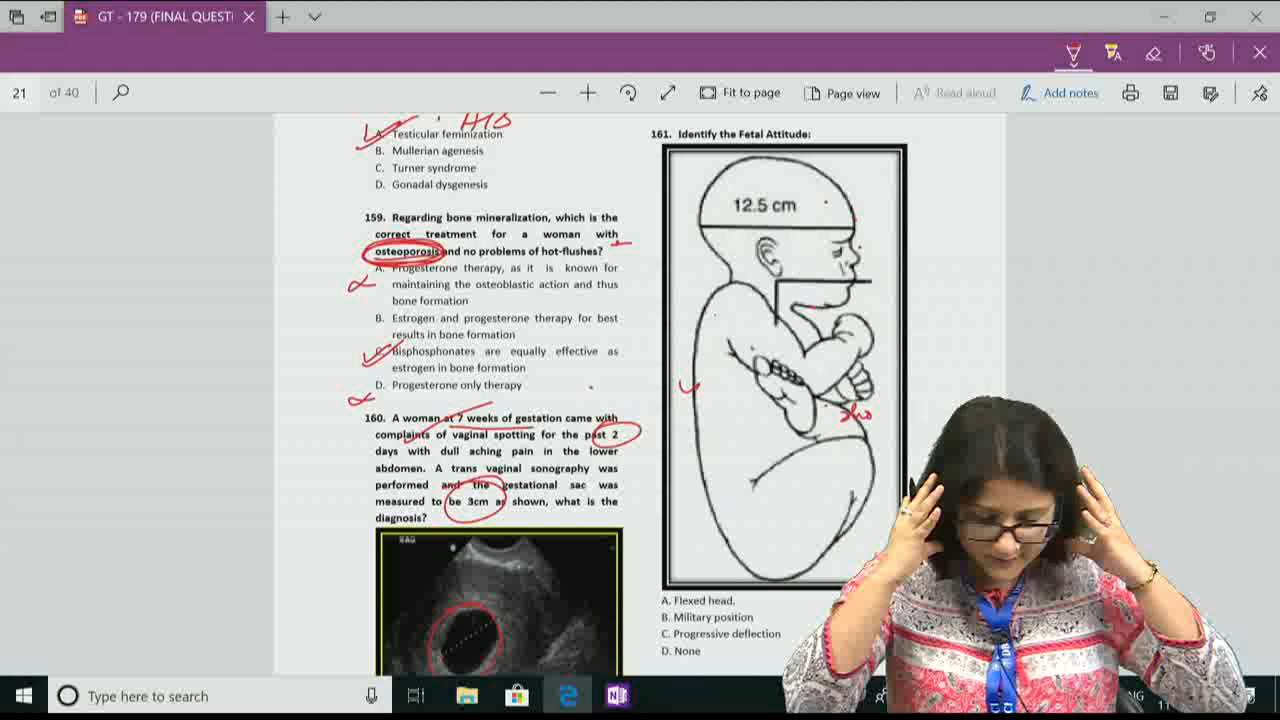 GT - 179 (FINAL QUEST
21 of 40
Fit to page
Page view
Read aloud
Add notes
A. Testicular feminization
B. Mullerian agenesis
C. Turner syndrome
D. Gonadal dysgenesis
159. Regarding bone mineralization, which is the
correct treatment for a woman with
osteoporosis and no problems of hot-flushes?
A. Progesterone therapy, as it is known for
maintaining the osteoblastic action and thus
bone formation
B. Estrogen and progesterone therapy for best
results in bone formation
C. Bisphosphonates are equally effective as
estrogen in bone formation
D. Progesterone only therapy
160. A woman at 7 weeks of gestation came with
complaints of vaginal spotting for the past 2
days with dull aching pain in the lower
abdomen. A trans vaginal sonography was
performed and the gestational sac was
measured to be 3cm as shown, what is the
diagnosis?
161. Identify the Fetal Attitude:
12.5 cm
A. Flexed head.
B. Military position
C. Progressive deflection
D. None
Type here to search